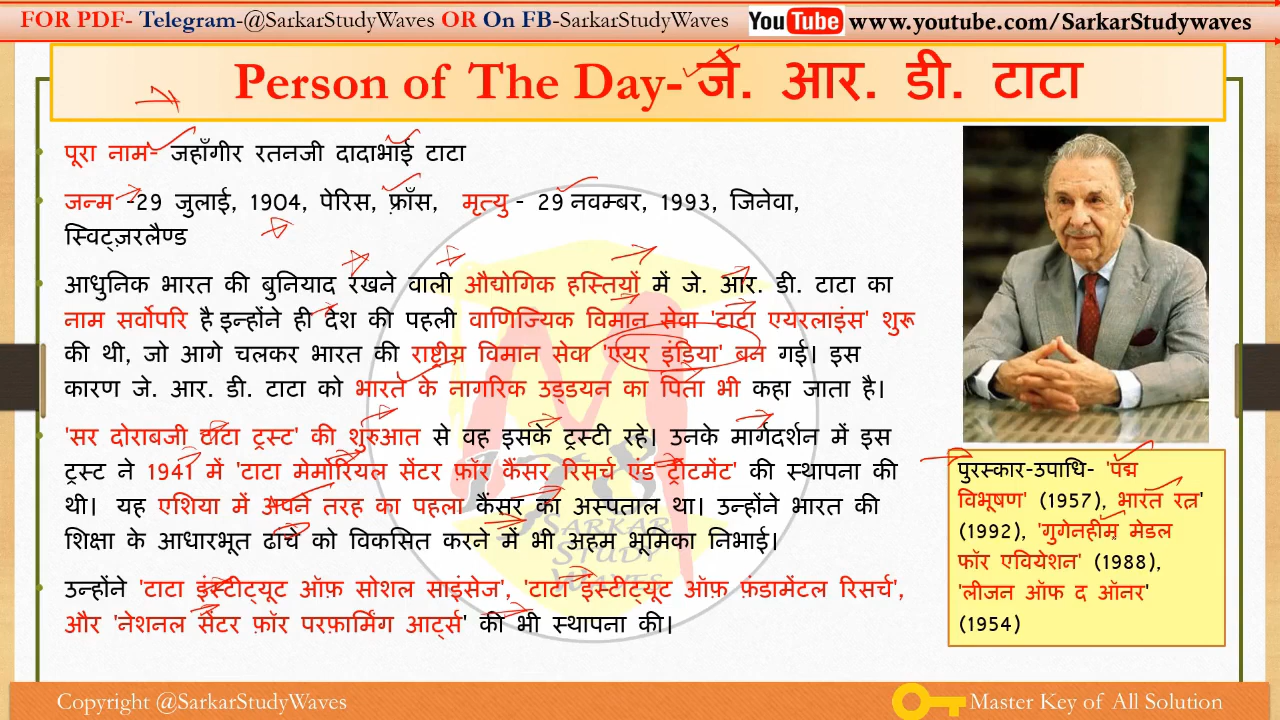 FOR PDF- Telegram-@SarkarStudyWaves OR On FB-SarkarStudyWaves YouTube www.youtube.com/SarkarStudywaves
Person of The Day- जे. आर. डी. टाटा
पूरा नाम- जहाँगीर रतनजी दादाभाई टाटा
जन्म -29 जुलाई, 1904, पेरिस, फ़्राँस, मृत्यु - 29 नवम्बर, 1993, जिनेवा,
स्विट्ज़रलैण्ड
आधुनिक भारत की बुनियाद रखने वाली औद्योगिक हस्तियों में जे. आर. डी. टाटा का
नाम सर्वोपरि है इन्होंने ही देश की पहली वाणिज्यिक विमान सेवा 'टाटा एयरलाइंस' शुरू
की थी, जो आगे चलकर भारत की राष्ट्रीय विमान सेवा 'एयर इंडिया' बन गई। इस
कारण जे. आर. डी. टाटा को भारत के नागरिक उड्डयन का पिता भी कहा जाता है।
'सर दोराबजी टाटा ट्रस्ट' की शुरुआत से वह इसके ट्रस्टी रहे। उनके मार्गदर्शन में इस
ट्रस्ट ने 1941 में 'टाटा मेमोरियल सेंटर फ़ॉर कैंसर रिसर्च एंड ट्रीटमेंट' की स्थापना की
थी। यह एशिया में अपने तरह का पहला कैंसर का अस्पताल था। उन्होंने भारत की
शिक्षा के आधारभूत ढांचे को विकसित करने में भी अहम भूमिका निभाई।
उन्होंने 'टाटा इंस्टीट्यूट ऑफ़ सोशल साइंसेज', 'टाटा इंस्टीट्यूट ऑफ़ फ़ंडामेंटल रिसर्च',
और 'नेशनल सेंटर फ़ॉर परफ़ार्मिंग आर्ट्स' की भी स्थापना की।
पुरस्कार-उपाधि- 'पद्म
विभूषण' (1957), भारत रत्न'
(1992), 'गुगेनहीम मेडल
फॉर एवियेशन' (1988),
'लीजन ऑफ द ऑनर'
(1954)
SARKAR
STUDY
WAVES
Copyright @SarkarStudyWaves Master Key of All Solution